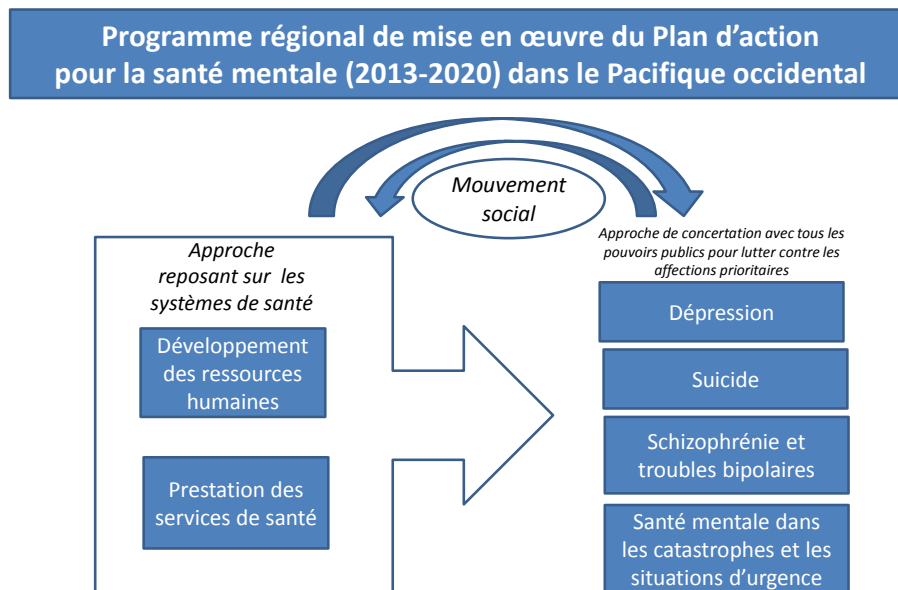 Programme régional de mise en œuvre du Plan d’action
pour la santé mentale (2013-2020) dans le Pacifique occidental
Mouvement
social
Approche
reposant sur les
systèmes de santé
Développement
des ressources
humaines
Prestation des
services de santé
Approche de concertation avec tous les
pouvoirs publics pour lutter contre les
affections prioritaires
Dépression
Suicide
Schizophrénie et
troubles bipolaires
Santé mentale dans
les catastrophes et les
situations d’urgence